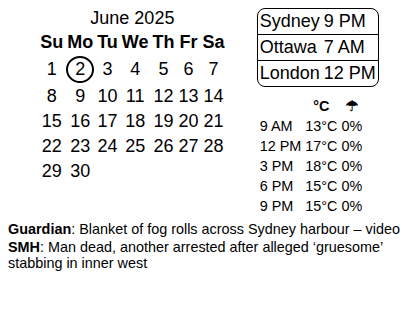 June 2025
Su Mo Tu We Th Fr Sa
1 2 3 4 5 6 7
8 9 10 11 12 13 14
15 16 17 18 19 20 21
22 23 24 25 26 27 28
29 30
Sydney 9 PM
Ottawa 7 AM
London 12 PM
°C ☂
9 AM 13°C 0%
12 PM 17°C 0%
3 PM 18°C 0%
6 PM 15°C 0%
9 PM 15°C 0%
Guardian: Blanket of fog rolls across Sydney harbour – video
SMH: Man dead, another arrested after alleged ‘gruesome’
stabbing in inner west